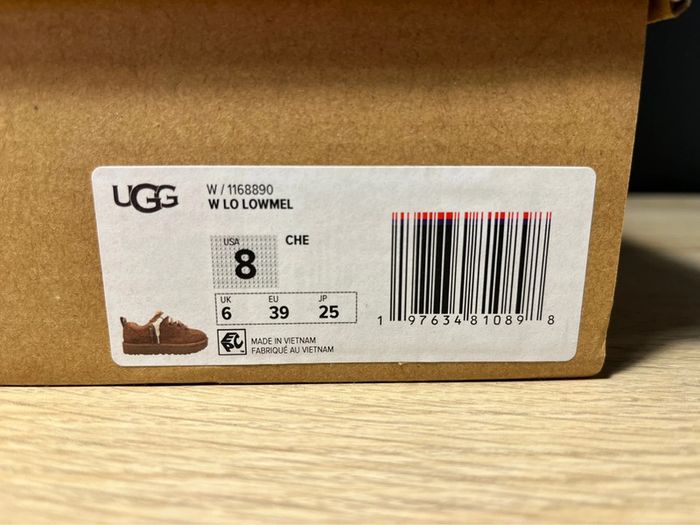 UGG
W / 1168890
W LO LOWMEL
USA
8
CHE
UK EU JP
6 39 25
MADE IN VIETNAM
FABRIQUÉ AU VIETNAM
1 97634 81089 8